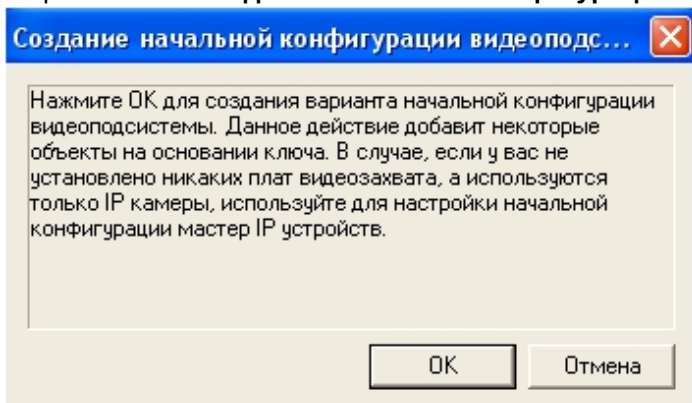 Создание начальной конфигурации видеоподс...
Нажмите OK для создания варианта начальной конфигурации
видеоподсистемы. Данное действие добавит некоторые
объекты на основании ключа. В случае, если у вас не
установлено никаких плат видеозахвата, а используются
только IP камеры, используйте для настройки начальной
конфигурации мастер IP устройств.
OK
Отмена